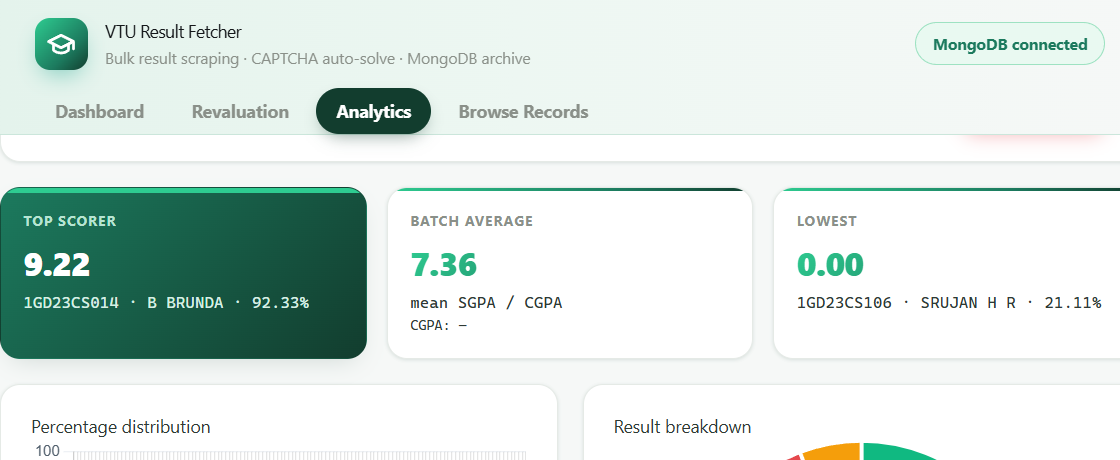 VTU Result Fetcher
Bulk result scraping · CAPTCHA auto-solve · MongoDB archive
MongoDB connected
Dashboard
Revaluation
Analytics
Browse Records
TOP SCORER
9.22
1GD23CS014 · B BRUNDA · 92.33%
BATCH AVERAGE
7.36
mean SGPA / CGPA
CGPA: —
LOWEST
0.00
1GD23CS106 · SRUJAN H R · 21.11%
Percentage distribution
100
Result breakdown